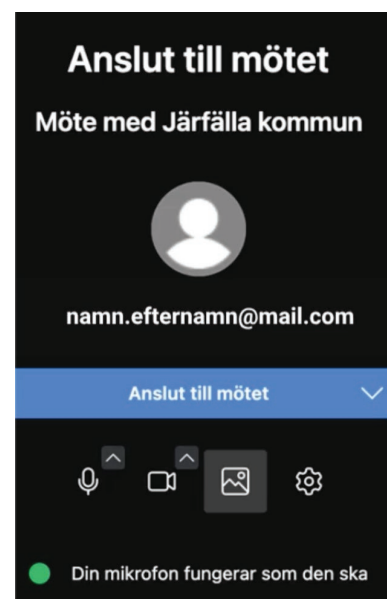 Anslut till mötet
Möte med Järfälla kommun
namn.efternamn@mail.com
Anslut till mötet
Din mikrofon fungerar som den ska